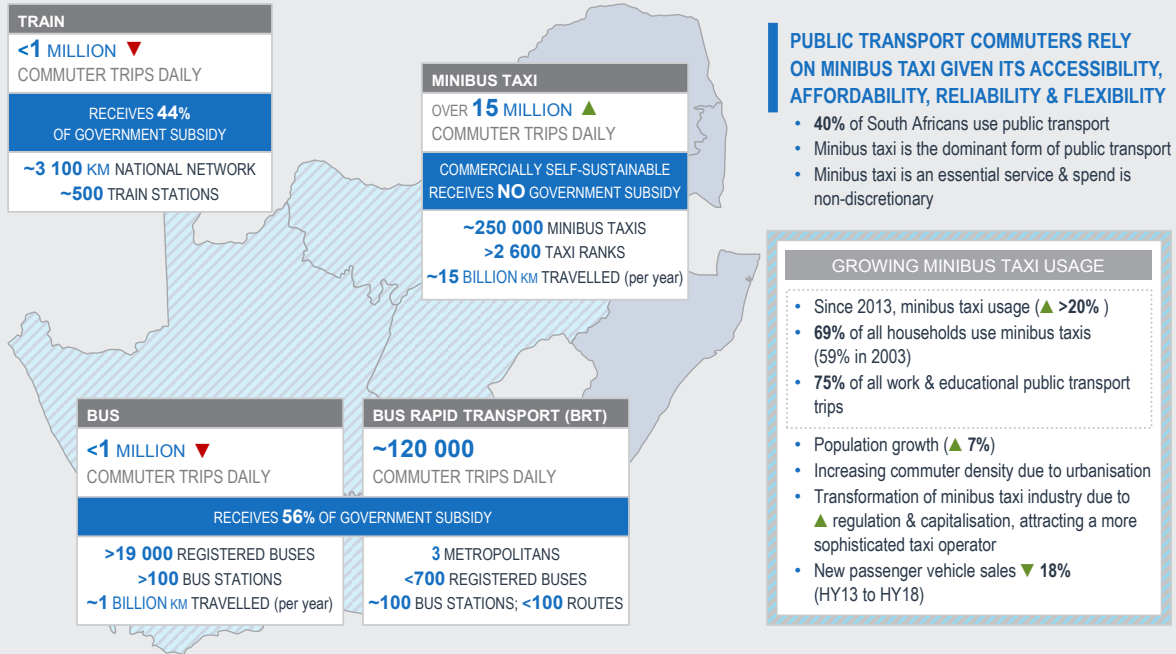 TRAIN
<1 MILLION ▼
COMMUTER TRIPS DAILY
RECEIVES 44%
OF GOVERNMENT SUBSIDY
~3 100 KM NATIONAL NETWORK
~500 TRAIN STATIONS
MINIBUS TAXI
OVER 15 MILLION ▲
COMMUTER TRIPS DAILY
COMMERCIALLY SELF-SUSTAINABLE
RECEIVES NO GOVERNMENT SUBSIDY
~250 000 MINIBUS TAXIS
>2 600 TAXI RANKS
~15 BILLION KM TRAVELLED (per year)
BUS
<1 MILLION ▼
COMMUTER TRIPS DAILY
BUS RAPID TRANSPORT (BRT)
~120 000
COMMUTER TRIPS DAILY
RECEIVES 56% OF GOVERNMENT SUBSIDY
>19 000 REGISTERED BUSES
>100 BUS STATIONS
~1 BILLION KM TRAVELLED (per year)
3 METROPOLITANS
<700 REGISTERED BUSES
~100 BUS STATIONS; <100 ROUTES
PUBLIC TRANSPORT COMMUTERS RELY
ON MINIBUS TAXI GIVEN ITS ACCESSIBILITY,
AFFORDABILITY, RELIABILITY & FLEXIBILITY
• 40% of South Africans use public transport
• Minibus taxi is the dominant form of public transport
• Minibus taxi is an essential service & spend is
non-discretionary
GROWING MINIBUS TAXI USAGE
• Since 2013, minibus taxi usage (▲ >20% )
• 69% of all households use minibus taxis
(59% in 2003)
• 75% of all work & educational public transport
trips
• Population growth (▲ 7%)
• Increasing commuter density due to urbanisation
• Transformation of minibus taxi industry due to
▲ regulation & capitalisation, attracting a more
sophisticated taxi operator
• New passenger vehicle sales ▼ 18%
(HY13 to HY18)